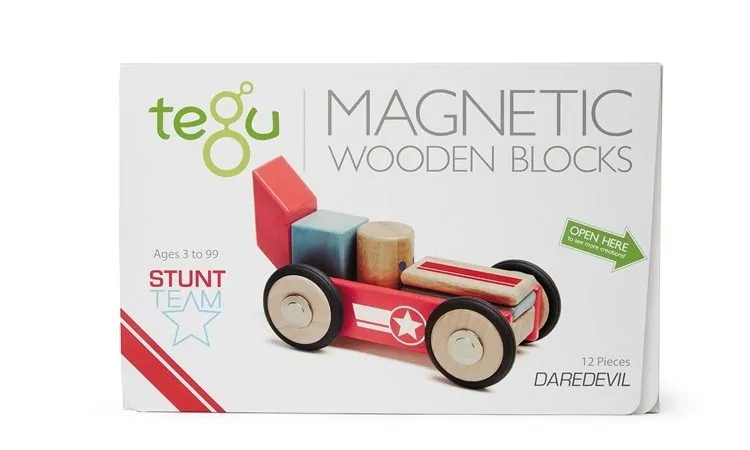 tegu
MAGNETIC
WOODEN BLOCKS
OPEN HERE
to see more creations!
Ages 3 to 99
STUNT
TEAM
12 Pieces
DAREDEVIL